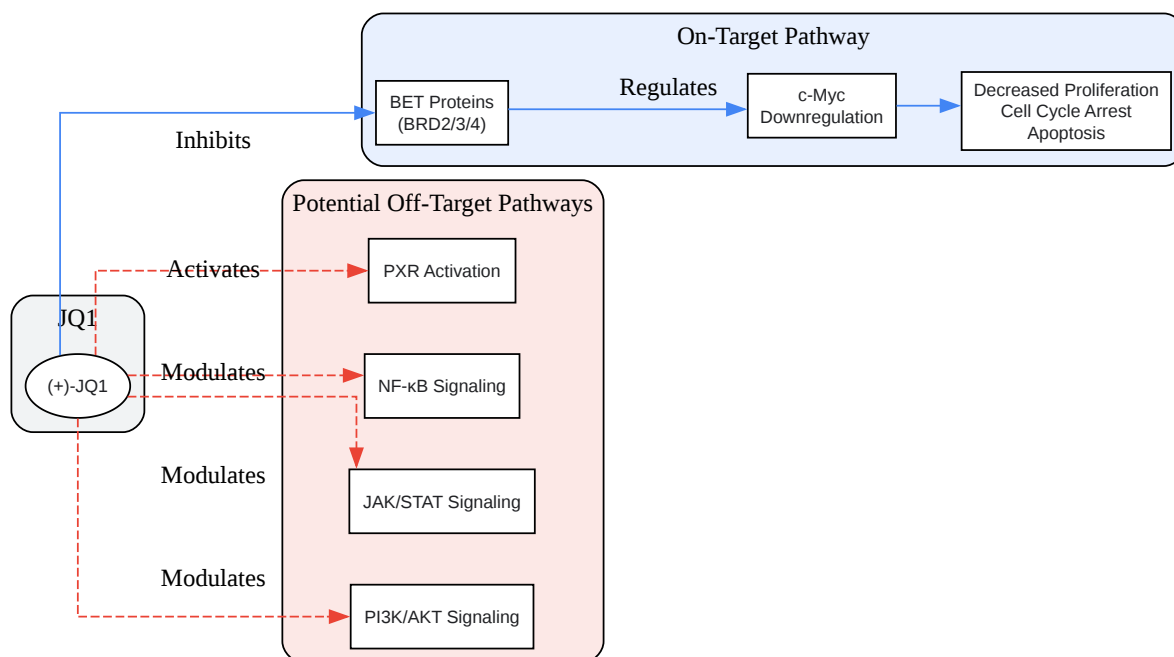 On-Target Pathway
Inhibits
BET Proteins
(BRD2/3/4)
Regulates
c-Myc
Downregulation
Decreased Proliferation
Cell Cycle Arrest
Apoptosis
Potential Off-Target Pathways
Activates
PXR Activation
JQ1
(+)-JQ1
Modulates
NF-κB Signaling
Modulates
JAK/STAT Signaling
Modulates
PI3K/AKT Signaling